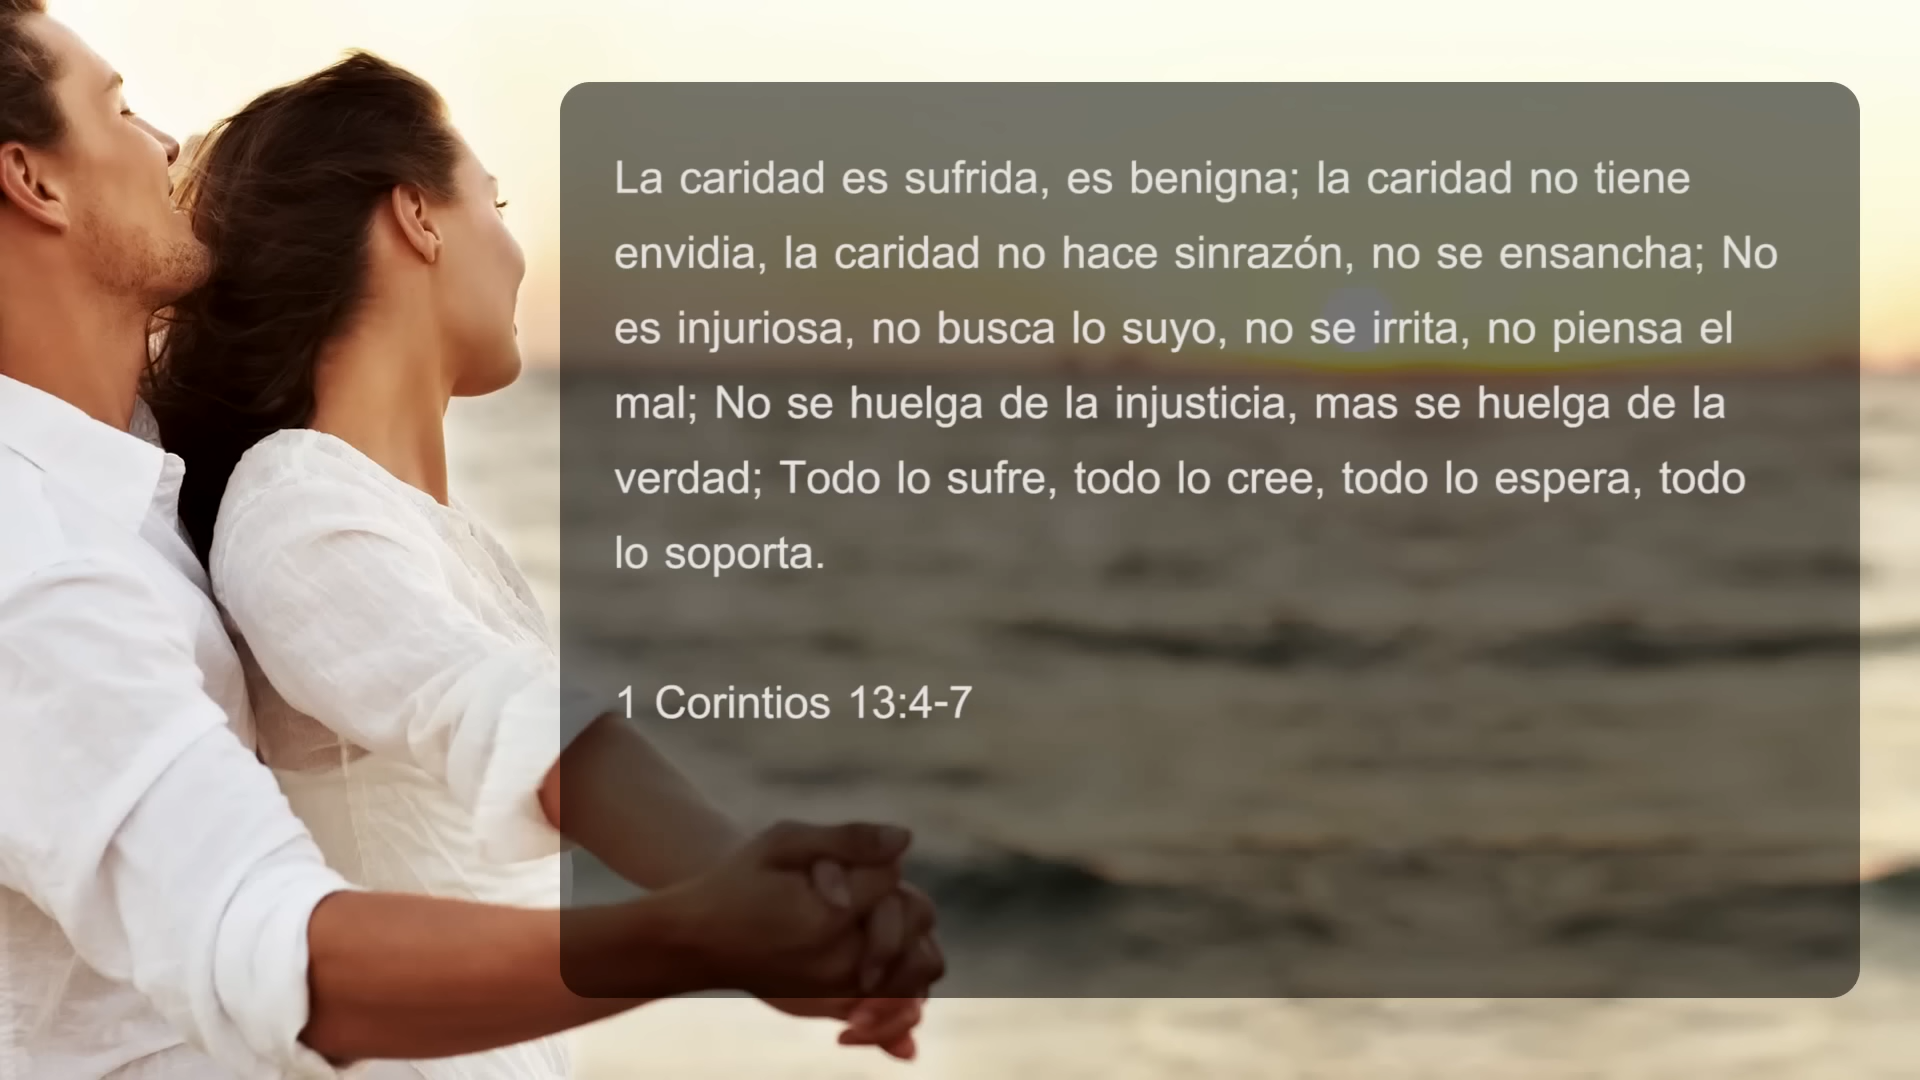 La caridad es sufrida, es benigna; la caridad no tiene
envidia, la caridad no hace sinrazón, no se ensancha; No
es injuriosa, no busca lo suyo, no se irrita, no piensa el
mal; No se huelga de la injusticia, mas se huelga de la
verdad; Todo lo sufre, todo lo cree, todo lo espera, todo
lo soporta.
1 Corintios 13:4-7